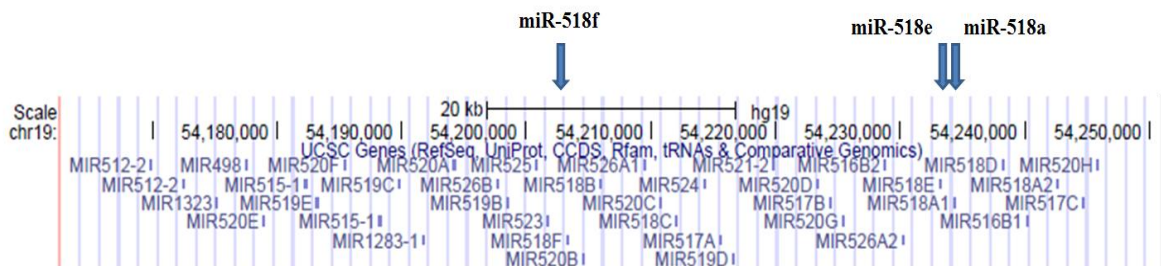 miR-518f miR-518e miR-518a
Scale 20 kb hg19
chr19: 54,180,000 54,190,000 54,200,000 54,210,000 54,220,000 54,230,000 54,240,000 54,250,000
UCSC Genes (RefSeq, UniProt, CCDS, Rfam, tRNAs & Comparative Genomics)
MIR512-2 MIR498 MIR520F MIR520A MIR525 MIR526A1 MIR521-2 MIR516B2 MIR518D MIR520H
MIR512-2 MIR515-1 MIR519C MIR526B MIR518B MIR524 MIR520D MIR518E MIR518A2
MIR1323 MIR519E MIR519B MIR520C MIR517B MIR518A1 MIR517C
MIR520E MIR515-1 MIR523 MIR518C MIR520G MIR516B1
MIR1283-1 MIR518F MIR517A MIR526A2
MIR520B MIR519D